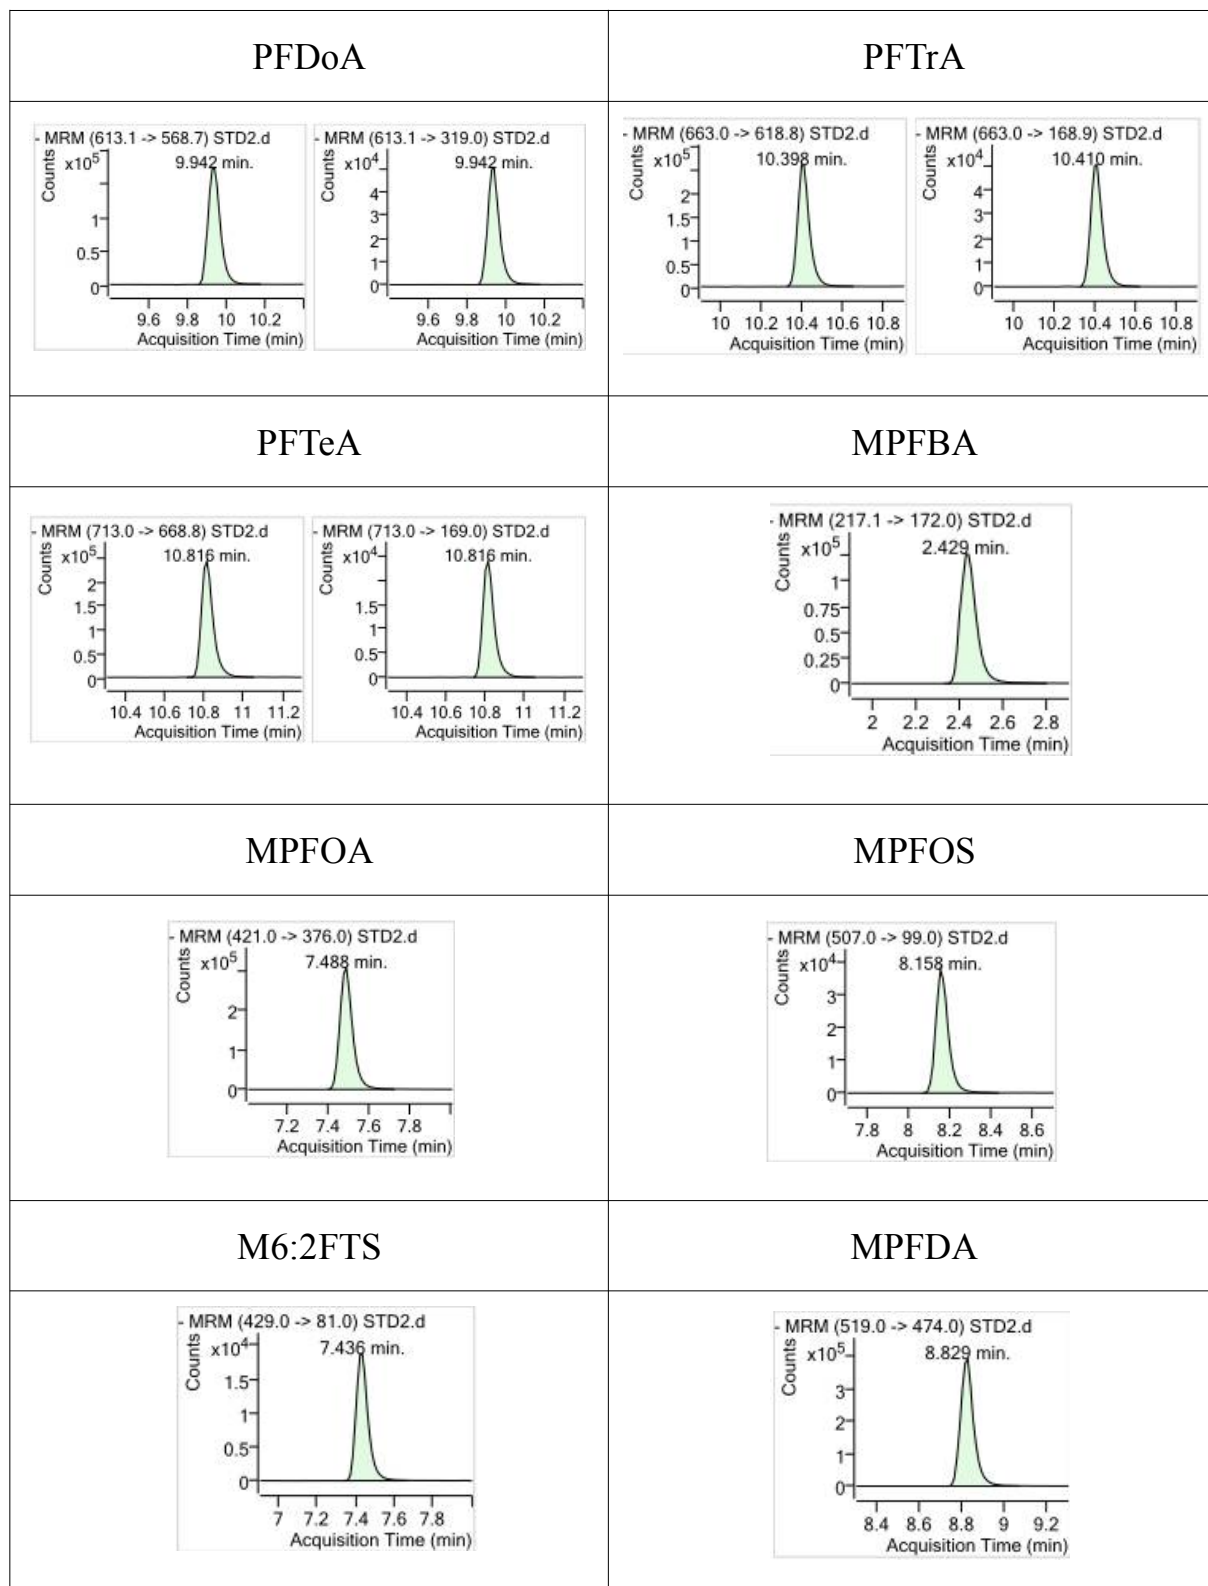 PFDoA
PFTrA
- MRM (613.1 -> 568.7) STD2.d
Counts
x10^5
9.942 min.
1
0.5
0
9.6 9.8 10 10.2
Acquisition Time (min)
- MRM (613.1 -> 319.0) STD2.d
Counts
x10^4
9.942 min.
4
3
2
1
0
9.6 9.8 10 10.2
Acquisition Time (min)
- MRM (663.0 -> 618.8) STD2.d
Counts
x10^5
10.398 min.
2
1.5
1
0.5
0
10 10.2 10.4 10.6 10.8
Acquisition Time (min)
- MRM (663.0 -> 168.9) STD2.d
Counts
x10^4
10.410 min.
4
3
2
1
0
10 10.2 10.4 10.6 10.8
Acquisition Time (min)
PFTeA
MPFBA
- MRM (713.0 -> 668.8) STD2.d
Counts
x10^5
10.816 min.
2
1.5
1
0.5
0
10.4 10.6 10.8 11 11.2
Acquisition Time (min)
- MRM (713.0 -> 169.0) STD2.d
Counts
x10^4
10.816 min.
1.5
1
0.5
0
10.4 10.6 10.8 11 11.2
Acquisition Time (min)
- MRM (217.1 -> 172.0) STD2.d
Counts
x10^5
2.429 min.
1
0.75
0.5
0.25
0
2 2.2 2.4 2.6 2.8
Acquisition Time (min)
MPFOA
MPFOS
- MRM (421.0 -> 376.0) STD2.d
Counts
x10^5
7.488 min.
2
1
0
7.2 7.4 7.6 7.8
Acquisition Time (min)
- MRM (507.0 -> 99.0) STD2.d
Counts
x10^4
8.158 min.
3
2
1
0
7.8 8 8.2 8.4 8.6
Acquisition Time (min)
M6:2FTS
MPFDA
- MRM (429.0 -> 81.0) STD2.d
Counts
x10^4
7.436 min.
1.5
1
0.5
0
7 7.2 7.4 7.6 7.8
Acquisition Time (min)
- MRM (519.0 -> 474.0) STD2.d
Counts
x10^5
8.829 min.
3
2
1
0
8.4 8.6 8.8 9 9.2
Acquisition Time (min)